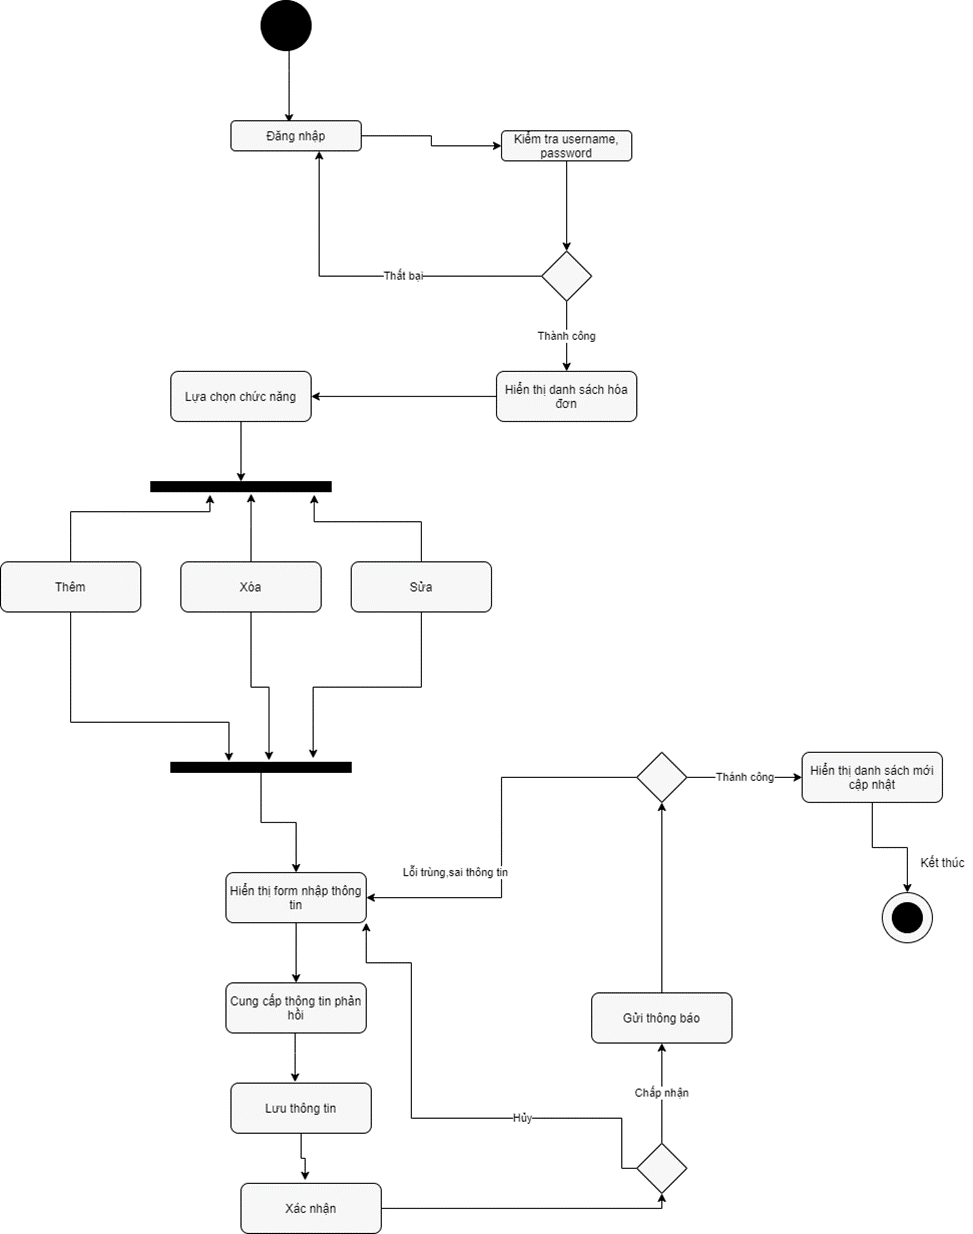 Đăng nhập
Kiểm tra username,
password
Thất bại
Thành công
Lựa chọn chức năng
Hiển thị danh sách hóa
đơn
Thêm
Xóa
Sửa
Thánh công
Hiển thị danh sách mới
cập nhật
Kết thúc
Lỗi trùng,sai thông tin
Hiển thị form nhập thông
tin
Cung cấp thông tin phản
hồi
Gửi thông báo
Chấp nhận
Lưu thông tin
Hủy
Xác nhận